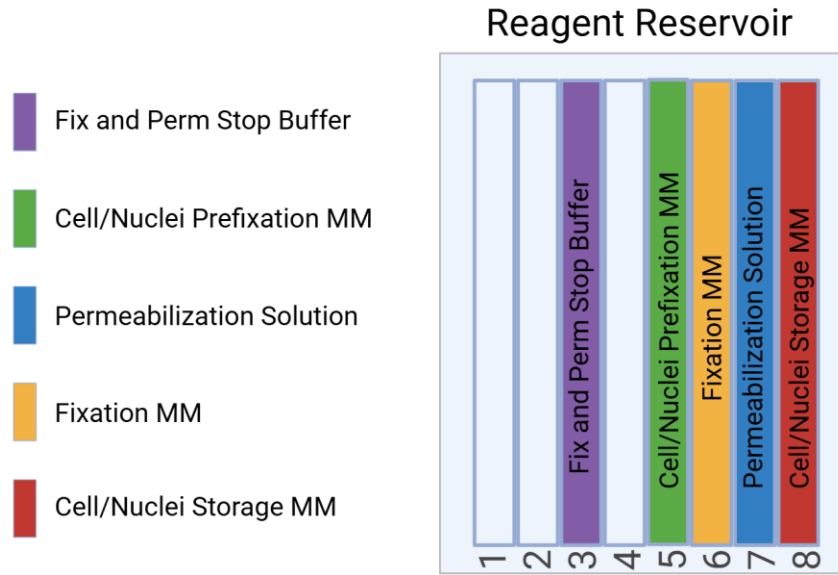 Reagent Reservoir
Fix and Perm Stop Buffer
Cell/Nuclei Prefixation MM
Permeabilization Solution
Fixation MM
Cell/Nuclei Storage MM
Fix and Perm Stop Buffer
Cell/Nuclei Prefixation MM
Fixation MM
Permeabilization Solution
Cell/Nuclei Storage MM
1 2 3 4 5 6 7 8